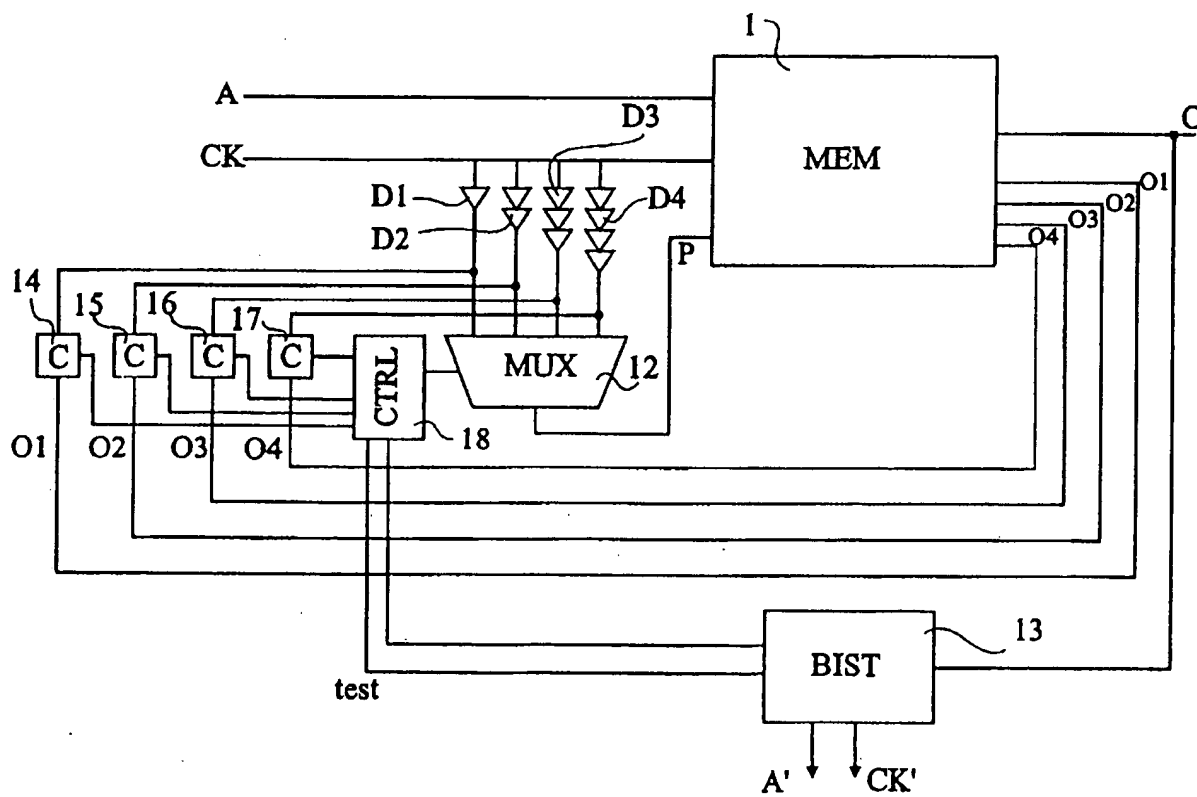 1
A
D3
O
CK
MEM
O1
D1
D4
O2
D2
O3
O4
P
14
15
16
17
C
C
C
C
CTRL
MUX
12
18
O1
O2
O3
O4
13
BIST
test
A'
CK'